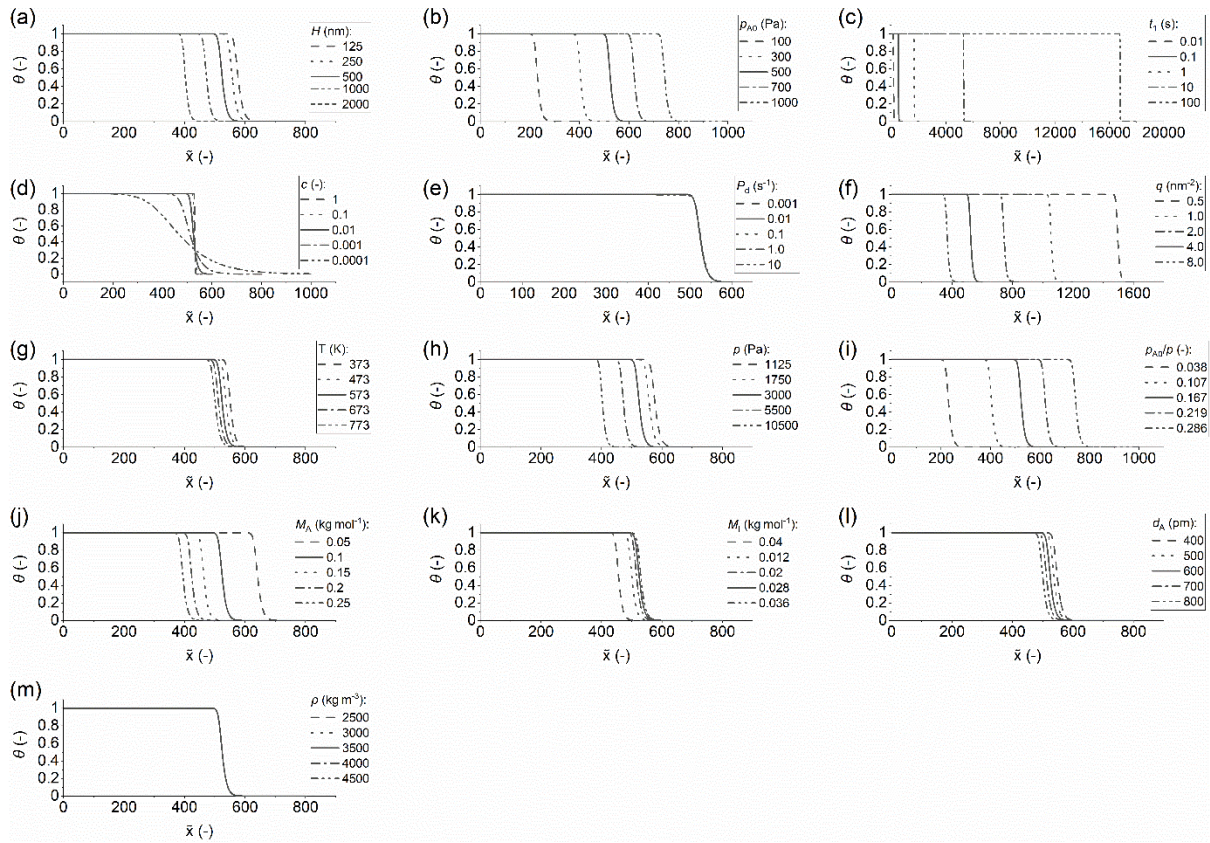 (a)
H (nm):
125
250
500
1000
2000
θ (-)
1
0.8
0.6
0.4
0.2
0
0 200 400 600 800
x̃ (-)
(b)
pA0 (Pa):
100
300
500
700
1000
θ (-)
1
0.8
0.6
0.4
0.2
0
0 200 400 600 800 1000
x̃ (-)
(c)
t1 (s):
0.01
0.1
1
10
100
θ (-)
1
0.8
0.6
0.4
0.2
0
0 4000 8000 12000 16000 20000
x̃ (-)
(d)
c (-):
1
0.1
0.01
0.001
0.0001
θ (-)
1
0.8
0.6
0.4
0.2
0
0 200 400 600 800 1000
x̃ (-)
(e)
Pd (s-1):
0.001
0.01
0.1
1.0
10
θ (-)
1
0.8
0.6
0.4
0.2
0
0 100 200 300 400 500 600
x̃ (-)
(f)
q (nm-2):
0.5
1.0
2.0
4.0
8.0
θ (-)
1
0.8
0.6
0.4
0.2
0
0 400 800 1200 1600
x̃ (-)
(g)
T (K):
373
473
573
673
773
θ (-)
1
0.8
0.6
0.4
0.2
0
0 200 400 600 800
x̃ (-)
(h)
p (Pa):
1125
1750
3000
5500
10500
θ (-)
1
0.8
0.6
0.4
0.2
0
0 200 400 600 800
x̃ (-)
(i)
pA0/p (-):
0.038
0.107
0.167
0.219
0.286
θ (-)
1
0.8
0.6
0.4
0.2
0
0 200 400 600 800 1000
x̃ (-)
(j)
MA (kg mol-1):
0.05
0.1
0.15
0.2
0.25
θ (-)
1
0.8
0.6
0.4
0.2
0
0 200 400 600 800
x̃ (-)
(k)
MI (kg mol-1):
0.04
0.012
0.02
0.028
0.036
θ (-)
1
0.8
0.6
0.4
0.2
0
0 200 400 600 800
x̃ (-)
(l)
dA (pm):
400
500
600
700
800
θ (-)
1
0.8
0.6
0.4
0.2
0
0 200 400 600 800
x̃ (-)
(m)
ρ (kg m-3):
2500
3000
3500
4000
4500
θ (-)
1
0.8
0.6
0.4
0.2
0
0 200 400 600 800
x̃ (-)